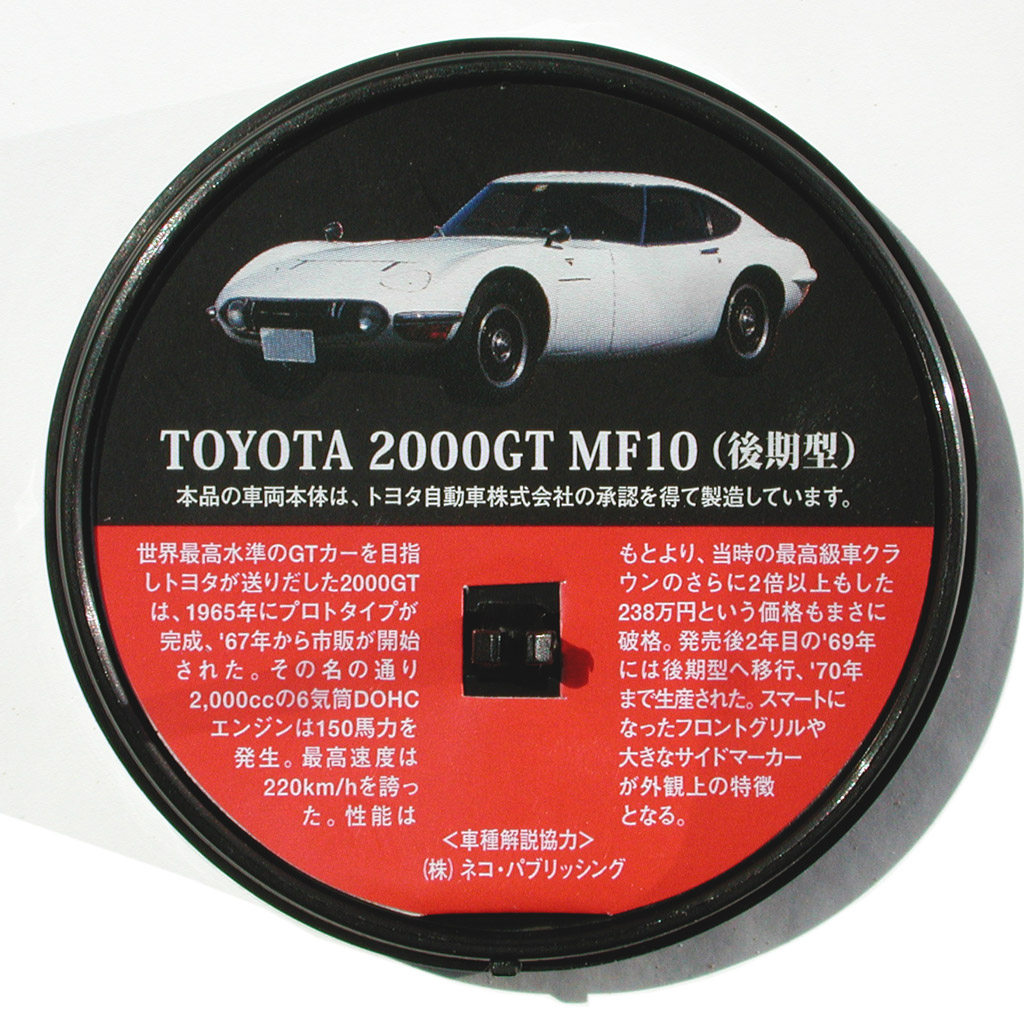 TOYOTA 2000GT MF10（後期型）
本品の車両本体は、トヨタ自動車株式会社の承認を得て製造しています。
世界最高水準のGTカーを目指
しトヨタが送りだした2000GT
は、1965年にプロトタイプが
完成、'67年から市販が開始
された。その名の通り
2,000ccの6気筒DOHC
エンジンは150馬力を
発生。最高速度は
220km/hを誇っ
た。性能は
もとより、当時の最高級車クラ
ウンのさらに2倍以上もした
238万円という価格もまさに
破格。発売後2年目の'69年
には後期型へ移行、'70年
まで生産された。スマートに
なったフロントグリルや
大きなサイドマーカー
が外観上の特徴
となる。
＜車種解説協力＞
（株）ネコ・パブリッシング